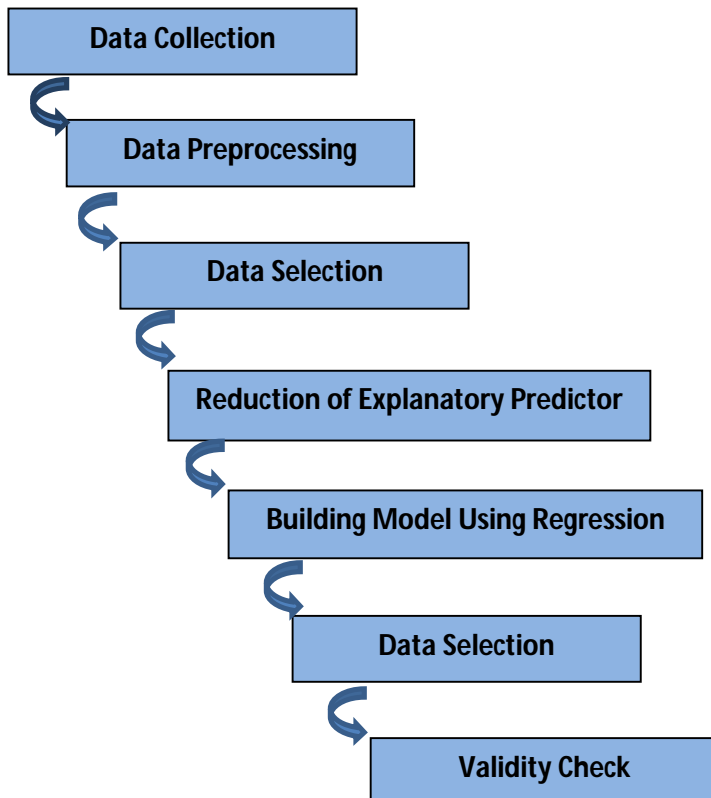 Data Collection
Data Preprocessing
Data Selection
Reduction of Explanatory Predictor
Building Model Using Regression
Data Selection
Validity Check